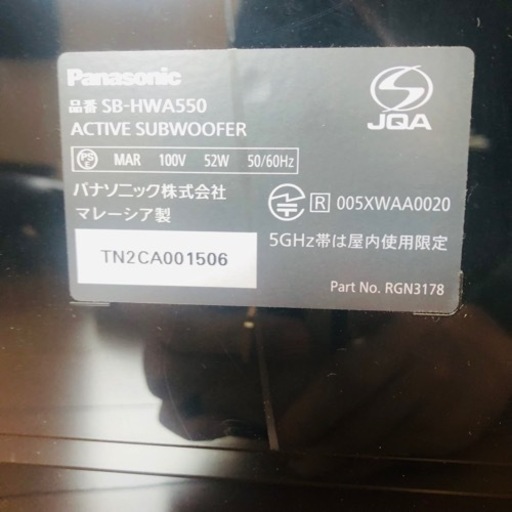 Panasonic
品番 SB-HWA550
ACTIVE SUBWOOFER
JQA
PS E MAR 100V 52W 50/60Hz
パナソニック株式会社
マレーシア製
R 005XWAA0020
5GHz帯は屋内使用限定
TN2CA001506
Part No. RGN3178